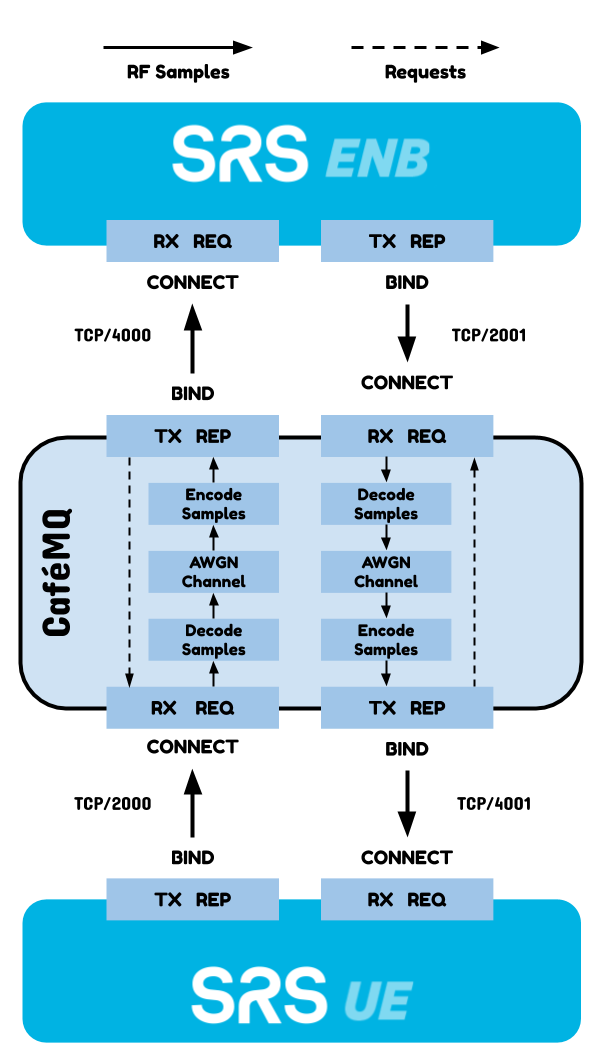 RF Samples
Requests
SRS ENB
RX REQ
TX REP
CONNECT
BIND
TCP/4000
TCP/2001
BIND
CONNECT
TX REP
RX REQ
CaféMQ
Encode
Samples
Decode
Samples
AWGN
Channel
AWGN
Channel
Decode
Samples
Encode
Samples
RX REQ
TX REP
CONNECT
BIND
TCP/2000
TCP/4001
BIND
CONNECT
TX REP
RX REQ
SRS UE